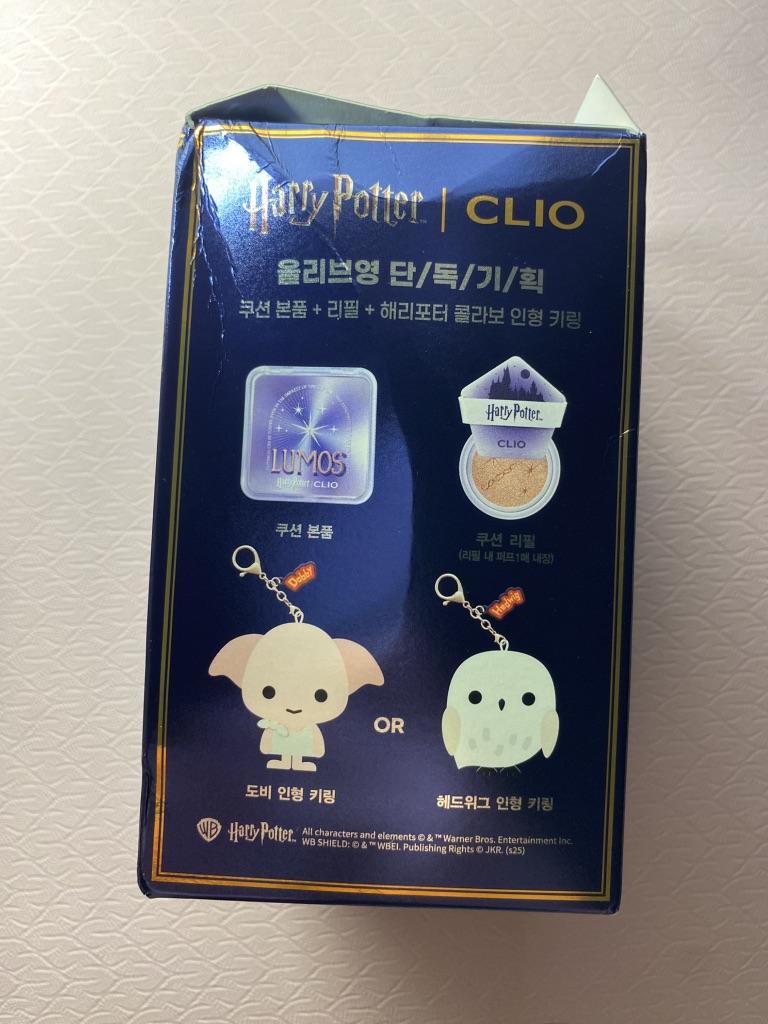 Harry Potter™ | CLIO
올리브영 단/독/기/획
쿠션 본품 + 리필 + 해리포터 콜라보 인형 키링
LUMOS
Harry Potter CLIO
쿠션 본품
Harry Potter™
CLIO
쿠션 리필
(리필 내 퍼프1매 내장)
Dobby
Hedwig
OR
도비 인형 키링
헤드위그 인형 키링
WB Harry Potter™
All characters and elements © & ™ Warner Bros. Entertainment Inc.
WB SHIELD: © & ™ WBEI. Publishing Rights © JKR. (s25)